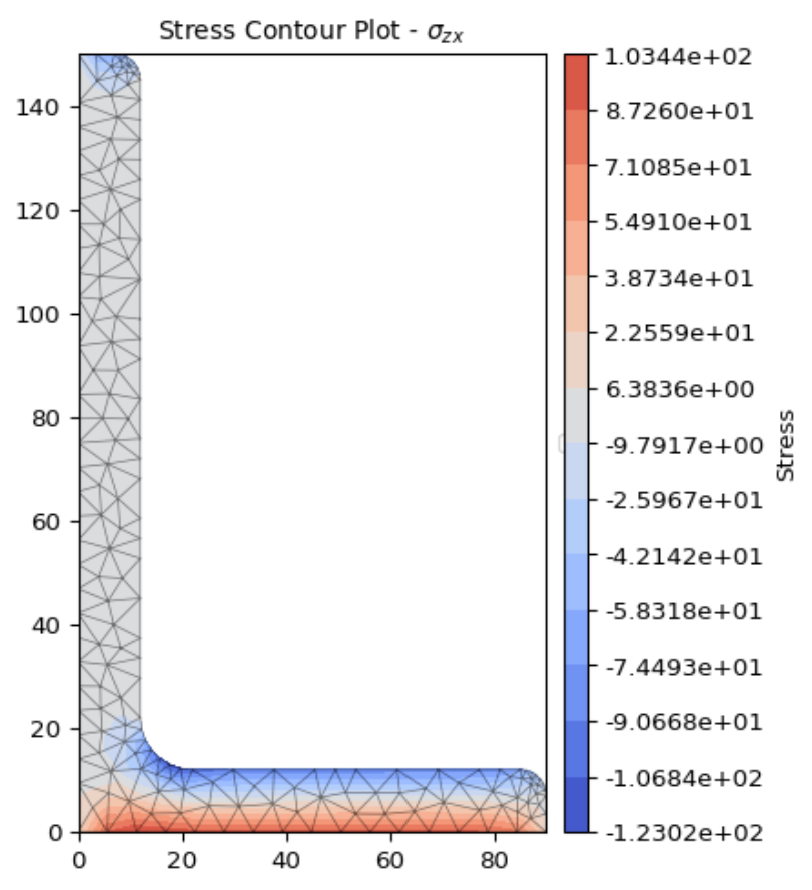 Stress Contour Plot - σzx
1.0344e+02
8.7260e+01
7.1085e+01
5.4910e+01
3.8734e+01
2.2559e+01
6.3836e+00
-9.7917e+00
-2.5967e+01
-4.2142e+01
-5.8318e+01
-7.4493e+01
-9.0668e+01
-1.0684e+02
-1.2302e+02
Stress
140
120
100
80
60
40
20
0
0 20 40 60 80